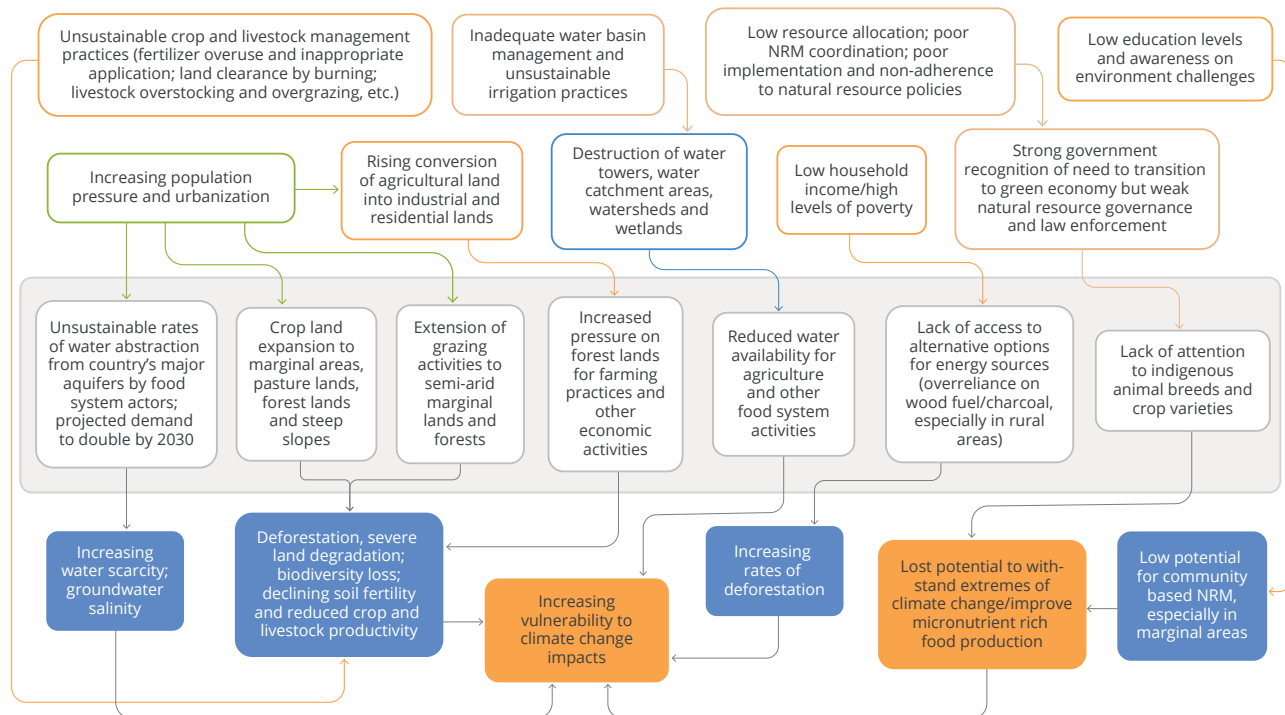 Unsustainable crop and livestock management
practices (fertilizer overuse and inappropriate
application; land clearance by burning;
livestock overstocking and overgrazing, etc.)
Inadequate water basin
management and
unsustainable
irrigation practices
Low resource allocation; poor
NRM coordination; poor
implementation and non-adherence
to natural resource policies
Low education levels
and awareness on
environment challenges
Increasing population
pressure and urbanization
Rising conversion
of agricultural land
into industrial and
residential lands
Destruction of water
towers, water
catchment areas,
watersheds and
wetlands
Low household
income/high
levels of poverty
Strong government
recognition of need to transition
to green economy but weak
natural resource governance
and law enforcement
Unsustainable rates
of water abstraction
from country's major
aquifers by food
system actors;
projected demand
to double by 2030
Crop land
expansion to
marginal areas,
pasture lands,
forest lands
and steep
slopes
Extension of
grazing activities to
semi-arid
marginal
lands and
forests
Increased
pressure on
forest lands
for farming
practices and
other
economic
activities
Reduced water
availability for
agriculture
and other
food system
activities
Lack of access to
alternative options
for energy sources
(overreliance on
wood fuel/charcoal,
especially in rural
areas)
Lack of attention
to indigenous
animal breeds and
crop varieties
Increasing
water scarcity;
groundwater
salinity
Deforestation, severe
land degradation;
biodiversity loss;
declining soil fertility
and reduced crop and
livestock productivity
Increasing
vulnerability to
climate change
impacts
Increasing
rates of
deforestation
Lost potential to with-
stand extremes of
climate change/improve
micronutrient rich
food production
Low potential
for community
based NRM,
especially in
marginal areas